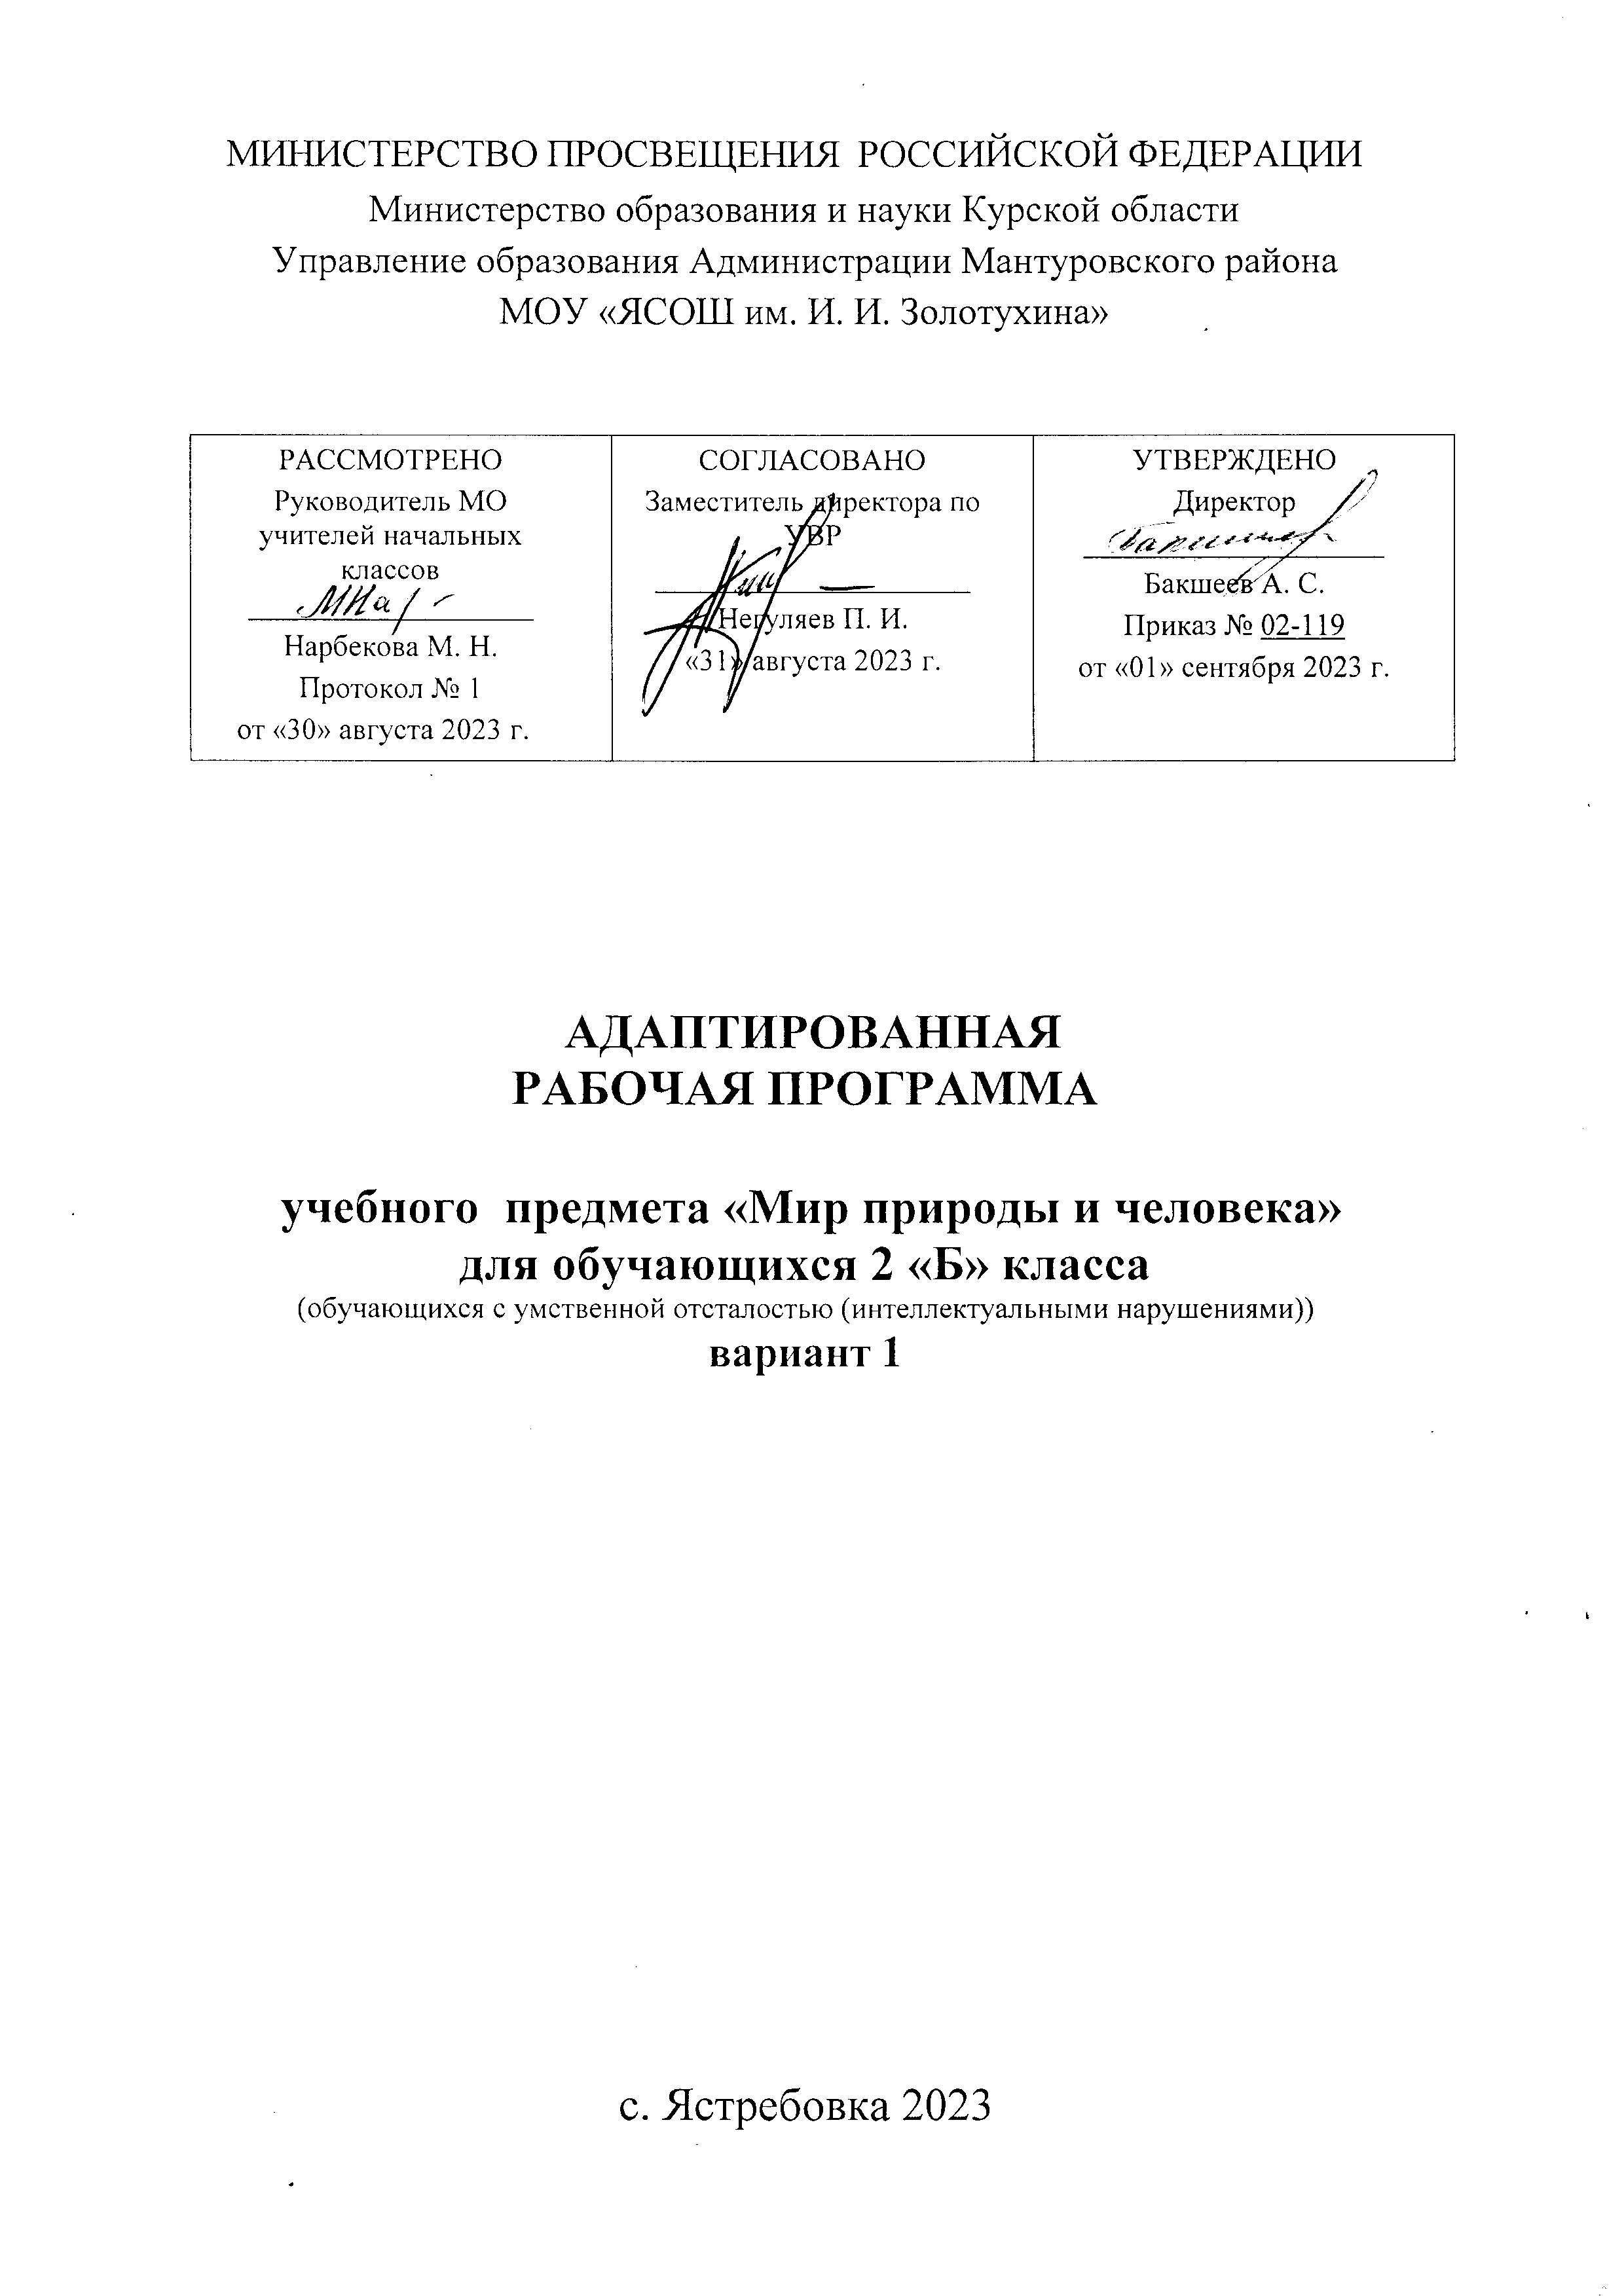 МИНИСТЕРСТВО ПРОСВЕЩЕНИЯ РОССИЙСКОЙ ФЕДЕРАЦИИ
Министерство образования и науки Курской области
Управление образования Администрации Мантуровского района
МОУ «ЯСОШ им. И. И. Золотухина»
РАССМОТРЕНО
Руководитель МО
учителей начальных
классов
Нарбекова М. Н.
Протокол № 1
от «30» августа 2023 г.
СОГЛАСОВАНО
Заместитель директора по
УВР
Негуляев П. И.
«31» августа 2023 г.
УТВЕРЖДЕНО
Директор
Бакшеев А. С.
Приказ № 02-119
от «01» сентября 2023 г.
АДАПТИРОВАННАЯ
РАБОЧАЯ ПРОГРАММА
учебного предмета «Мир природы и человека»
для обучающихся 2 «Б» класса
(обучающихся с умственной отсталостью (интеллектуальными нарушениями))
вариант 1
с. Ястребовка 2023